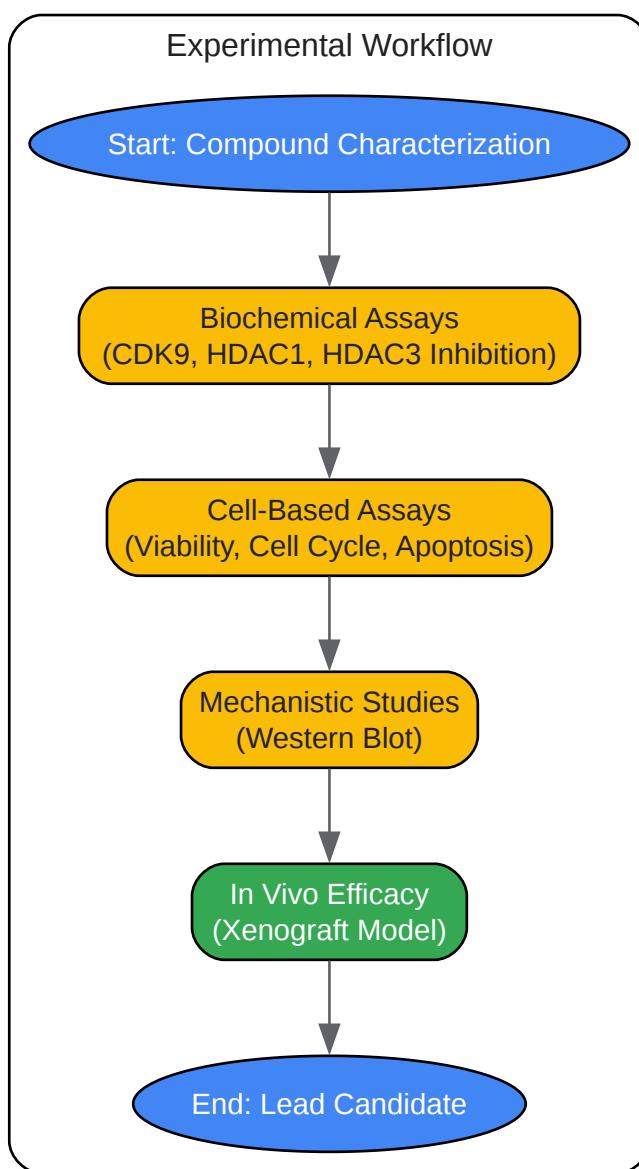 Experimental Workflow
Start: Compound Characterization
Biochemical Assays
(CDK9, HDAC1, HDAC3 Inhibition)
Cell-Based Assays
(Viability, Cell Cycle, Apoptosis)
Mechanistic Studies
(Western Blot)
In Vivo Efficacy
(Xenograft Model)
End: Lead Candidate